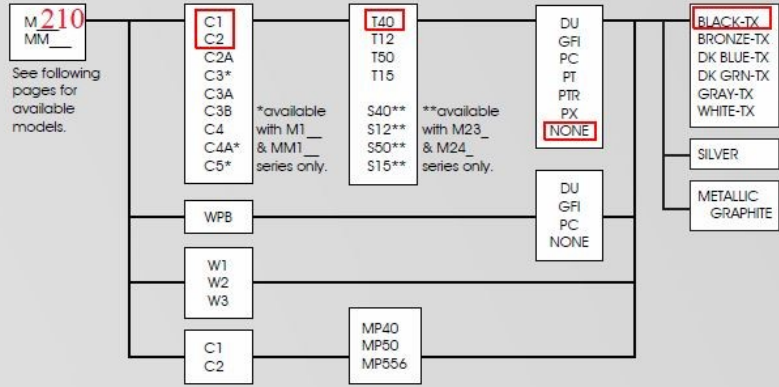 M_210
MM__
See following
pages for
available
models.
C1
C2
C2A
C3*
C3A
C3B
C4
C4A*
C5*
*available
with M1__
& MM1__
series only.
T40
T12
T50
T15
S40**
S12**
S50**
S15**
**available
with M23_
& M24_
series only.
DU
GFI
PC
PT
PTR
PX
NONE
BLACK-TX
BRONZE-TX
DK BLUE-TX
DK GRN-TX
GRAY-TX
WHITE-TX
SILVER
METALLIC
GRAPHITE
WPB
DU
GFI
PC
NONE
W1
W2
W3
C1
C2
MP40
MP50
MP556